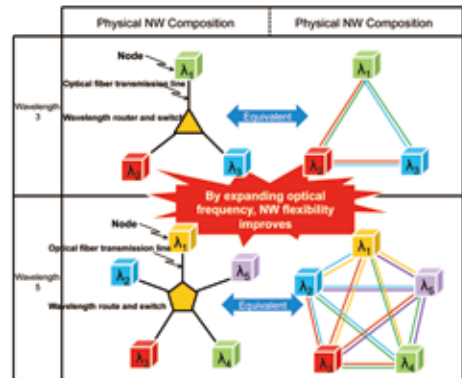 Physical NW Composition
Physical NW Composition
Wavelength
3
Node
λ1
Optical fiber transmission line
Wavelength router and switch
λ2
λ3
Equivalent
λ1
λ2
λ3
By expanding optical
frequency, NW flexibility
improves
Wavelength
5
Node
λ1
Optical fiber transmission line
λ2
λ5
Wavelength route and switch
λ3
λ4
Equivalent
λ1
λ2
λ5
λ3
λ4